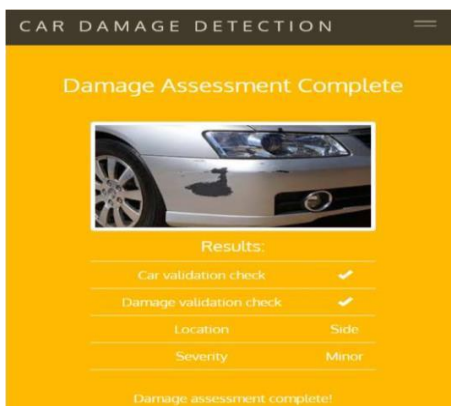 CAR DAMAGE DETECTION
Damage Assessment Complete
Results:
Car validation check ✓
Damage validation check ✓
Location Side
Severity Minor
Damage assessment complete!